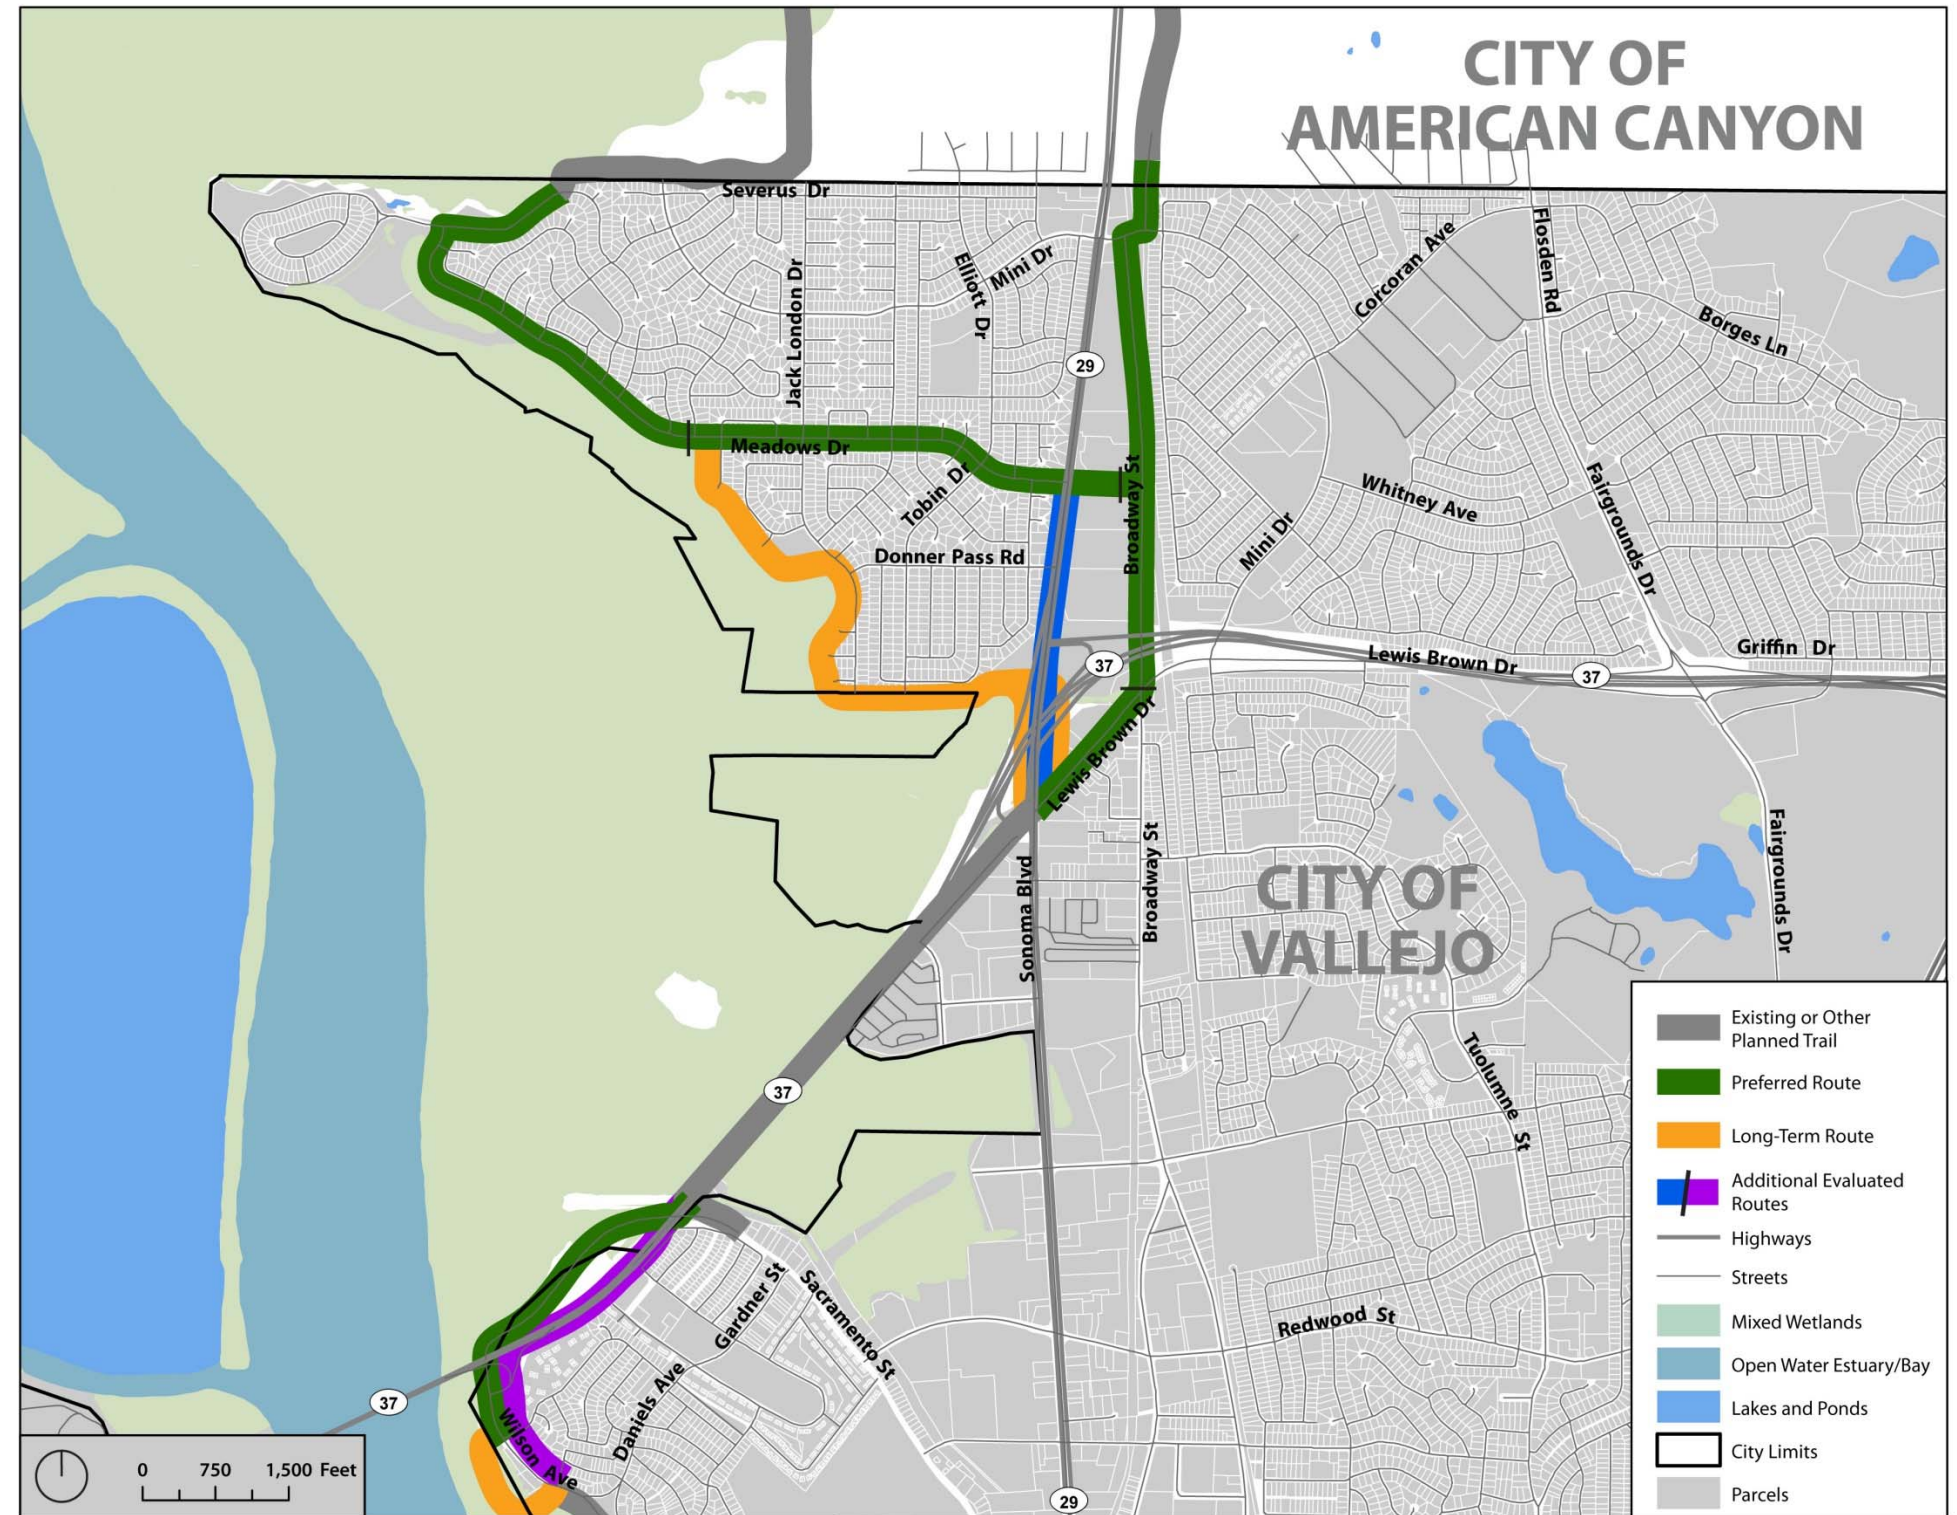 CITY OF
AMERICAN CANYON
Severus Dr
Flosden Rd
Corcoran Ave
Elliott Dr
Mini Dr
Jack London Dr
Borges Ln
29
Meadows Dr
Tobin Dr
Broadway St
Whitney Ave
Fairgrounds Dr
Mini Dr
Donner Pass Rd
37
Lewis Brown Dr
37
Griffin Dr
Lewis Brown Dr
Sonoma Blvd
Broadway St
CITY OF
VALLEJO
Fairgrounds Dr
37
Tuolumne St
Gardner St
Sacramento St
Redwood St
Daniels Ave
37
Wilson Ave
29
0 750 1,500 Feet
Existing or Other
Planned Trail
Preferred Route
Long-Term Route
Additional Evaluated
Routes
Highways
Streets
Mixed Wetlands
Open Water Estuary/Bay
Lakes and Ponds
City Limits
Parcels